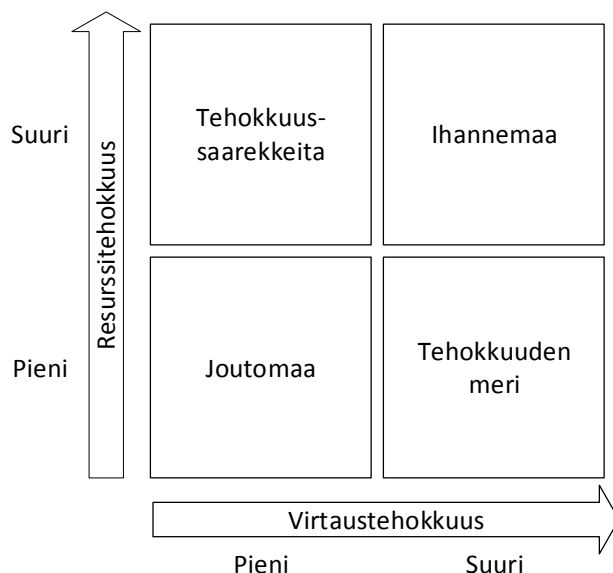 Suuri
Resurssitehokkuus
Tehokkuus-
saarekkeita
Ihannemaa
Pieni
Joutomaa
Tehokkuuden
meri
Virtaustehokkuus
Pieni
Suuri